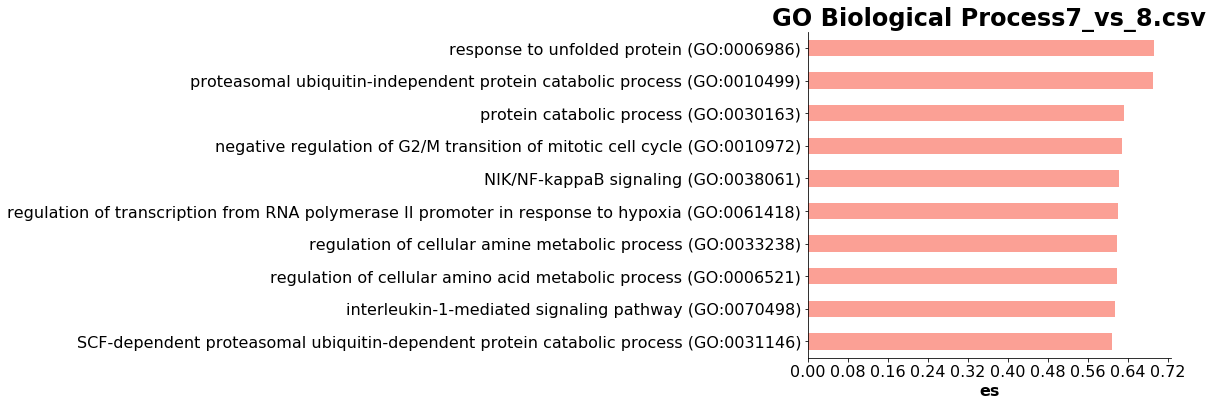 GO Biological Process7_vs_8.csv
response to unfolded protein (GO:0006986)
proteasomal ubiquitin-independent protein catabolic process (GO:0010499)
protein catabolic process (GO:0030163)
negative regulation of G2/M transition of mitotic cell cycle (GO:0010972)
NIK/NF-kappaB signaling (GO:0038061)
regulation of transcription from RNA polymerase II promoter in response to hypoxia (GO:0061418)
regulation of cellular amine metabolic process (GO:0033238)
regulation of cellular amino acid metabolic process (GO:0006521)
interleukin-1-mediated signaling pathway (GO:0070498)
SCF-dependent proteasomal ubiquitin-dependent protein catabolic process (GO:0031146)
0.00 0.08 0.16 0.24 0.32 0.40 0.48 0.56 0.64 0.72
es